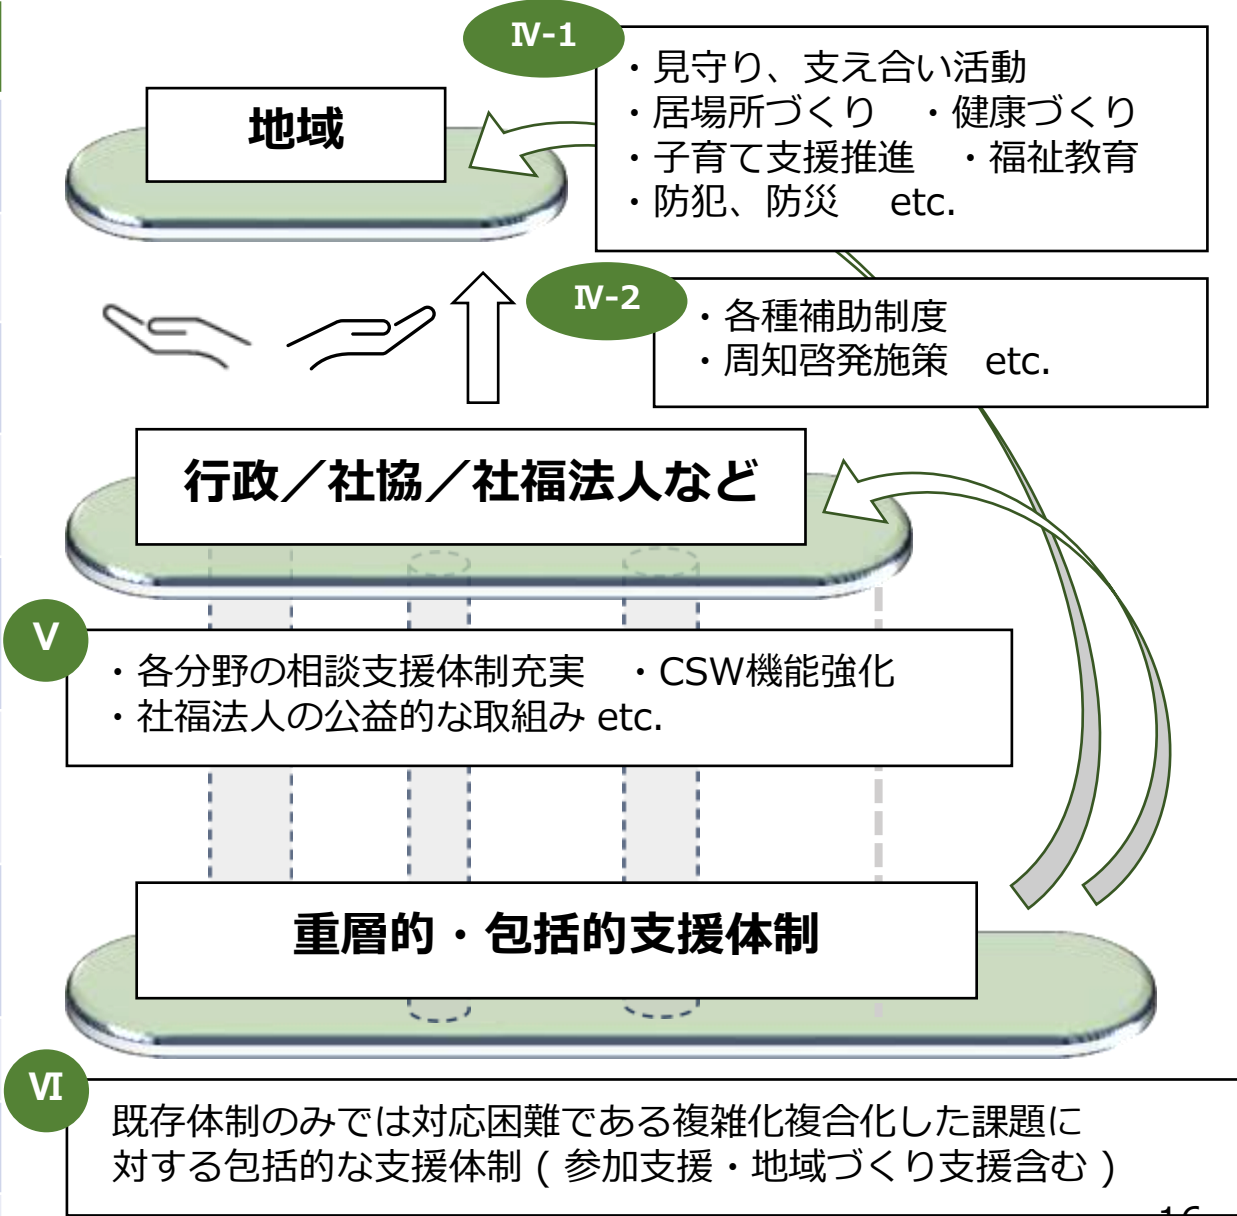 Ⅳ-1
・見守り、支え合い活動
・居場所づくり　・健康づくり
・子育て支援推進　・福祉教育
・防犯、防災　etc.
地域
Ⅳ-2
・各種補助制度
・周知啓発施策　etc.
行政／社協／社福法人など
Ⅴ
・各分野の相談支援体制充実　・CSW機能強化
・社福法人の公益的な取組み etc.
重層的・包括的支援体制
Ⅵ
既存体制のみでは対応困難である複雑化複合化した課題に
対する包括的な支援体制 ( 参加支援・地域づくり支援含む )